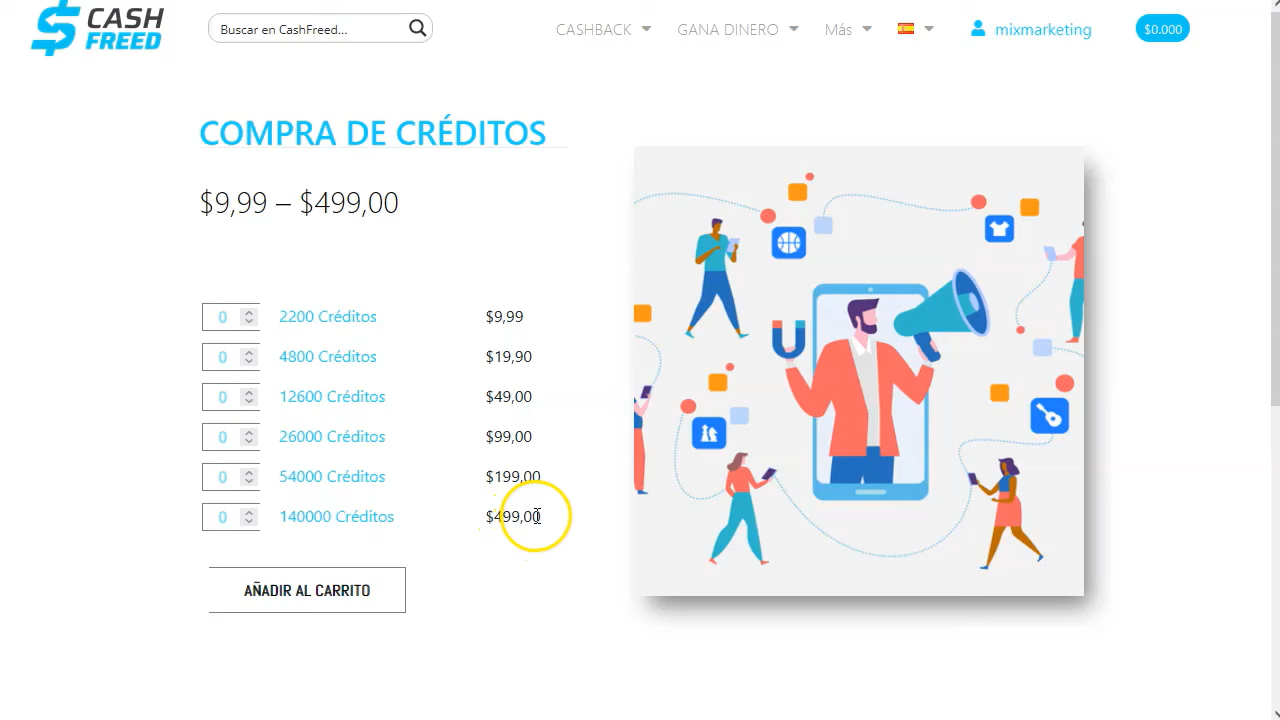 CASH
FREED
Buscar en CashFreed...
CASHBACK
GANA DINERO
Más
mixmarketing
$0.000
COMPRA DE CRÉDITOS
$9,99 – $499,00
0 2200 Créditos $9,99
0 4800 Créditos $19,90
0 12600 Créditos $49,00
0 26000 Créditos $99,00
0 54000 Créditos $199,00
0 140000 Créditos $499,00
AÑADIR AL CARRITO